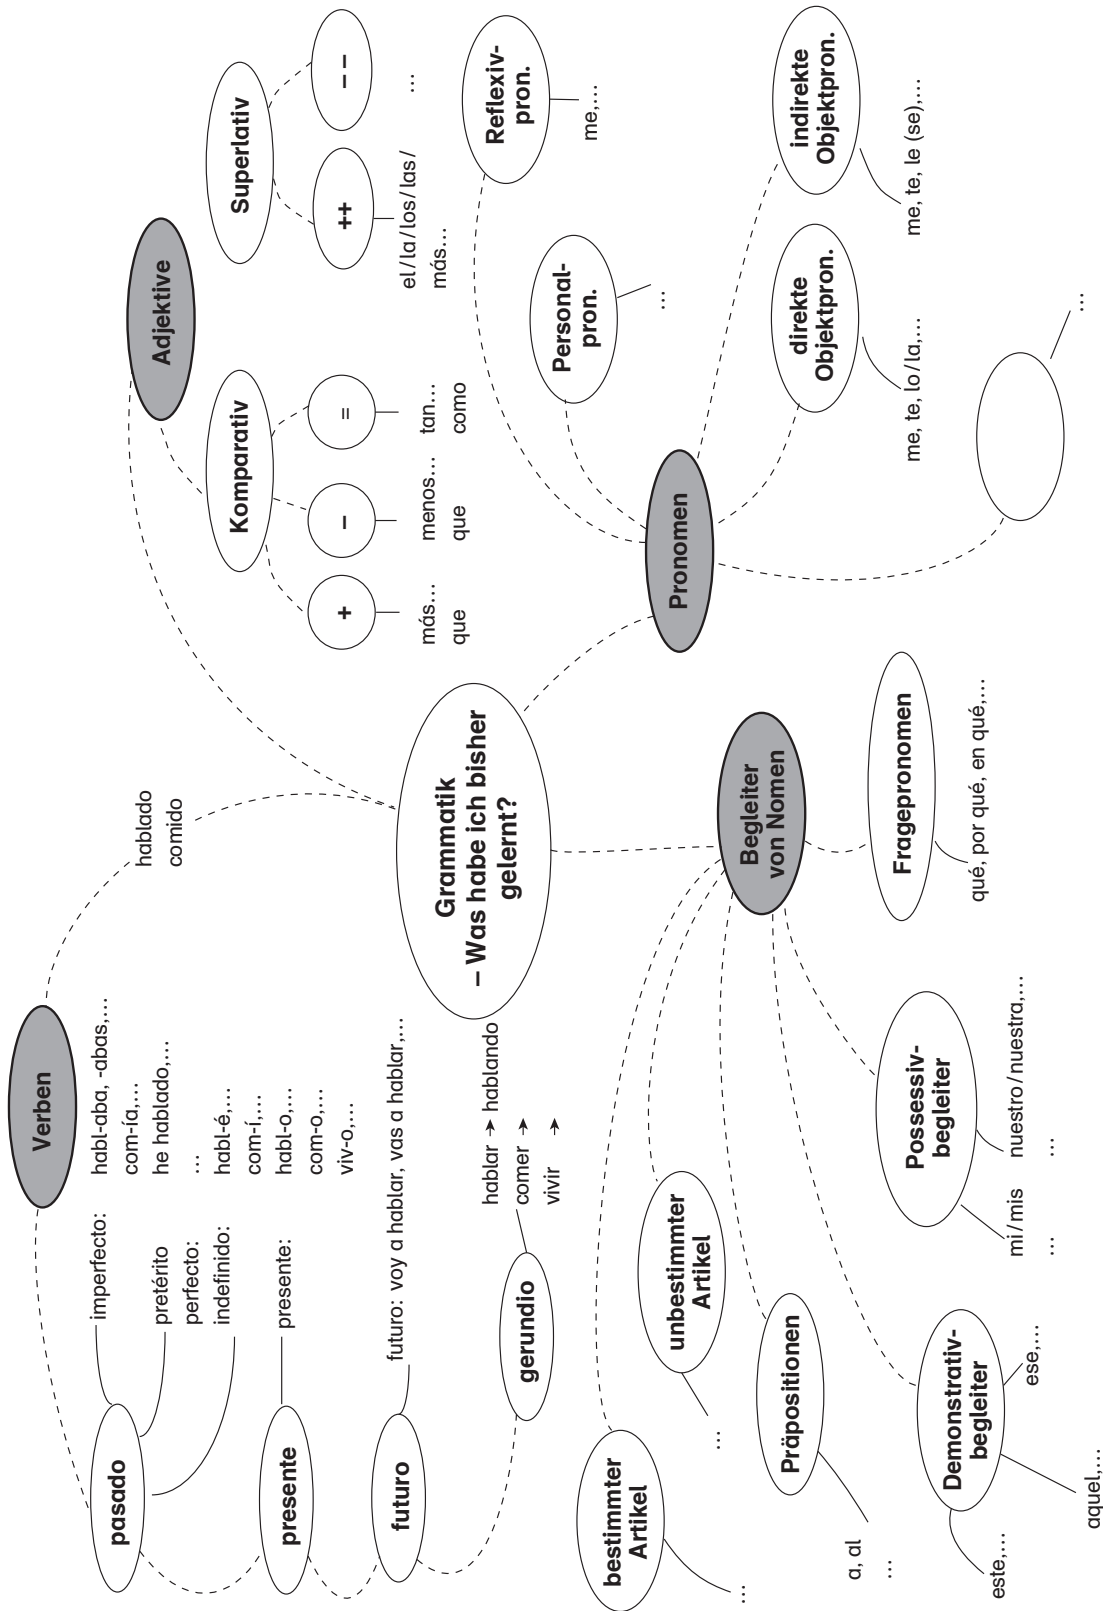 Grammatik
– Was habe ich bisher
gelernt?
Verben
pasado
imperfecto:
habl-aba, -abas,…
com-ía,…
pretérito
perfecto:
he hablado,…
…
indefinido:
habl-é,…
com-í,…
presente
presente:
habl-o,…
com-o,…
viv-o,…
futuro
futuro: voy a hablar, vas a hablar,…
gerundio
hablar → hablando
comer →
vivir →
hablado
comido
Adjektive
Komparativ
+
más…
que
–
menos…
que
=
tan…
como
Superlativ
++
el/la/los/las/
más…
– –
…
Pronomen
Reflexiv-
pron.
me,…
Personal-
pron.
…
direkte
Objektpron.
me, te, lo/la,…
indirekte
Objektpron.
me, te, le (se),…
…
Begleiter
von Nomen
bestimmter
Artikel
…
unbestimmter
Artikel
…
Präpositionen
a, al
…
Demonstrativ-
begleiter
este,…
aquel,…
ese,…
Possessiv-
begleiter
mi/mis
…
nuestro/nuestra,…
…
Fragepronomen
qué, por qué, en qué,…